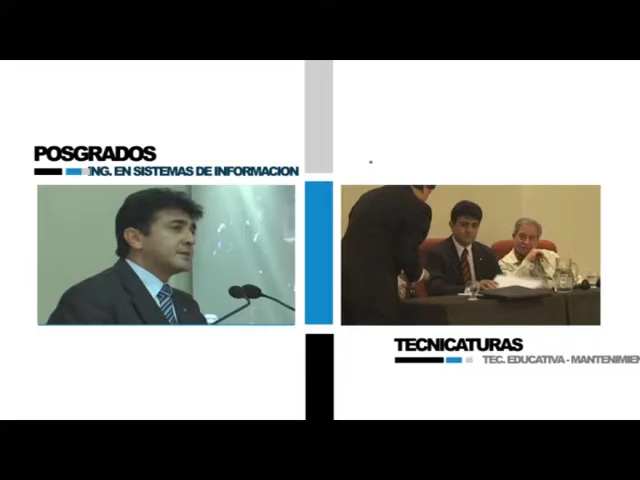 POSGRADOS
ING. EN SISTEMAS DE INFORMACION
TECNICATURAS
TEC. EDUCATIVA - MANTENIMIEN